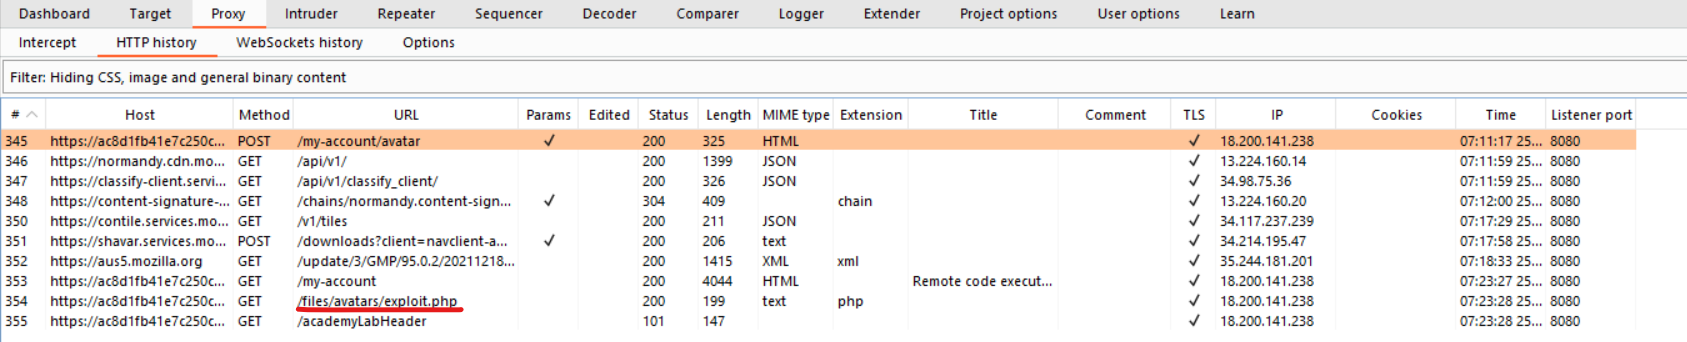 Dashboard Target Proxy Intruder Repeater Sequencer Decoder Comparer Logger Extender Project options User options Learn
Intercept HTTP history WebSockets history Options
Filter: Hiding CSS, image and general binary content
# Host Method URL Params Edited Status Length MIME type Extension Title Comment TLS IP Cookies Time Listener port
345 https://ac8d1fb41e7c250c... POST /my-account/avatar ✓ 200 325 HTML ✓ 18.200.141.238 07:11:17 25... 8080
346 https://normandy.cdn.mo... GET /api/v1/ 200 1399 JSON ✓ 13.224.160.14 07:11:59 25... 8080
347 https://classify-client.servi... GET /api/v1/classify_client/ 200 326 JSON ✓ 34.98.75.36 07:11:59 25... 8080
348 https://content-signature-... GET /chains/normandy.content-sign... ✓ 304 409 chain ✓ 13.224.160.20 07:12:00 25... 8080
350 https://contile.services.mo... GET /v1/tiles 200 211 JSON ✓ 34.117.237.239 07:17:29 25... 8080
351 https://shavar.services.mo... POST /downloads?client=navclient-a... ✓ 200 206 text ✓ 34.214.195.47 07:17:58 25... 8080
352 https://aus5.mozilla.org GET /update/3/GMP/95.0.2/20211218... 200 1415 XML xml ✓ 35.244.181.201 07:18:33 25... 8080
353 https://ac8d1fb41e7c250c... GET /my-account 200 4044 HTML Remote code execut... ✓ 18.200.141.238 07:23:27 25... 8080
354 https://ac8d1fb41e7c250c... GET /files/avatars/exploit.php 200 199 text php ✓ 18.200.141.238 07:23:28 25... 8080
355 https://ac8d1fb41e7c250c... GET /academyLabHeader 101 147 ✓ 18.200.141.238 07:23:28 25... 8080